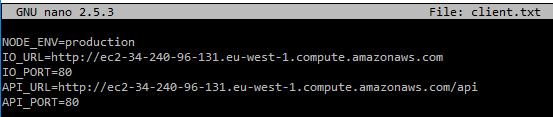 GNU nano 2.5.3 File: client.txt
NODE_ENV=production
IO_URL=http://ec2-34-240-96-131.eu-west-1.compute.amazonaws.com
IO_PORT=80
API_URL=http://ec2-34-240-96-131.eu-west-1.compute.amazonaws.com/api
API_PORT=80